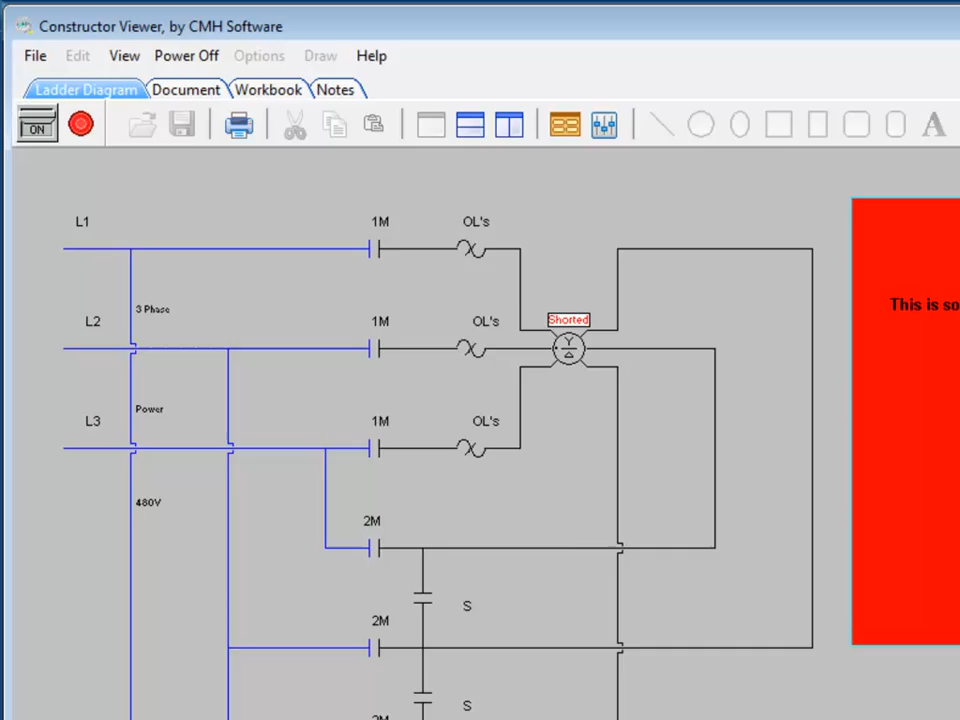 Constructor Viewer, by CMH Software
File Edit View Power Off Options Draw Help
Ladder Diagram Document Workbook Notes
ON A
L1 1M OL's
This is so
3 Phase
Shorted
L2 1M OL's
Y
Power
L3 1M OL's
480V
2M
S
2M
S
2M